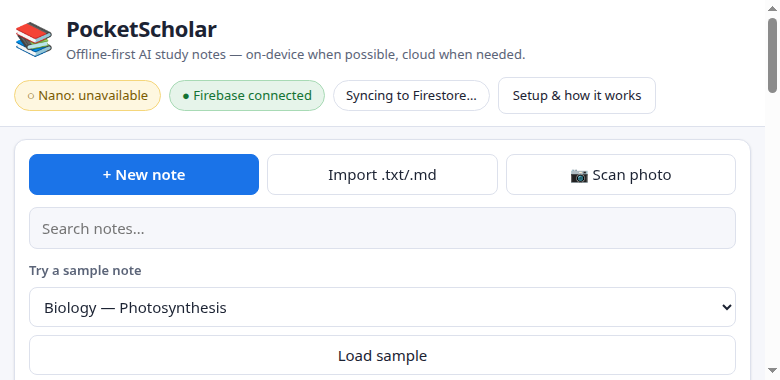 PocketScholar
Offline-first AI study notes — on-device when possible, cloud when needed.
○ Nano: unavailable
● Firebase connected
Syncing to Firestore...
Setup & how it works
+ New note
Import .txt/.md
📷 Scan photo
Search notes...
Try a sample note
Biology — Photosynthesis
Load sample